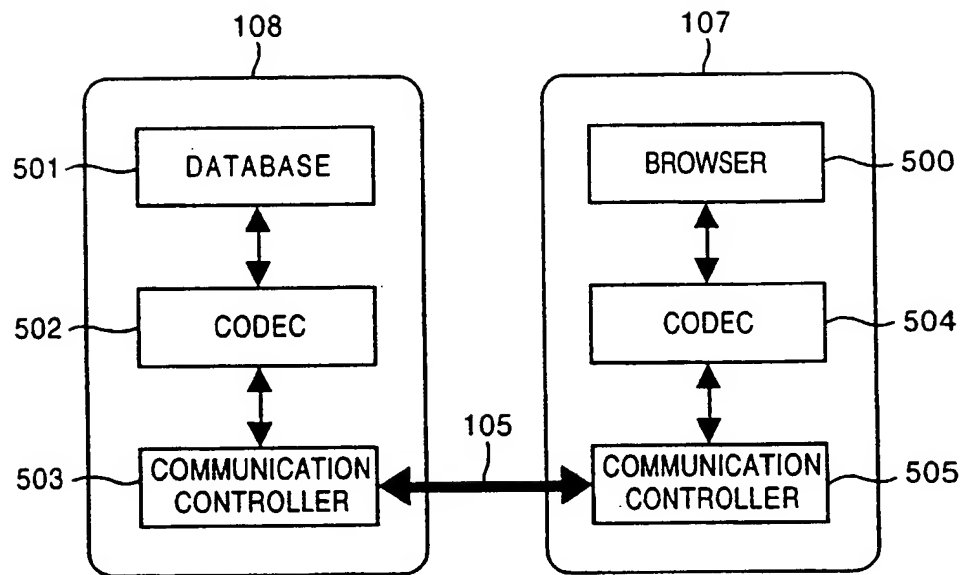 108
107
501
DATABASE
BROWSER
500
502
CODEC
CODEC
504
105
503
COMMUNICATION
CONTROLLER
COMMUNICATION
CONTROLLER
505